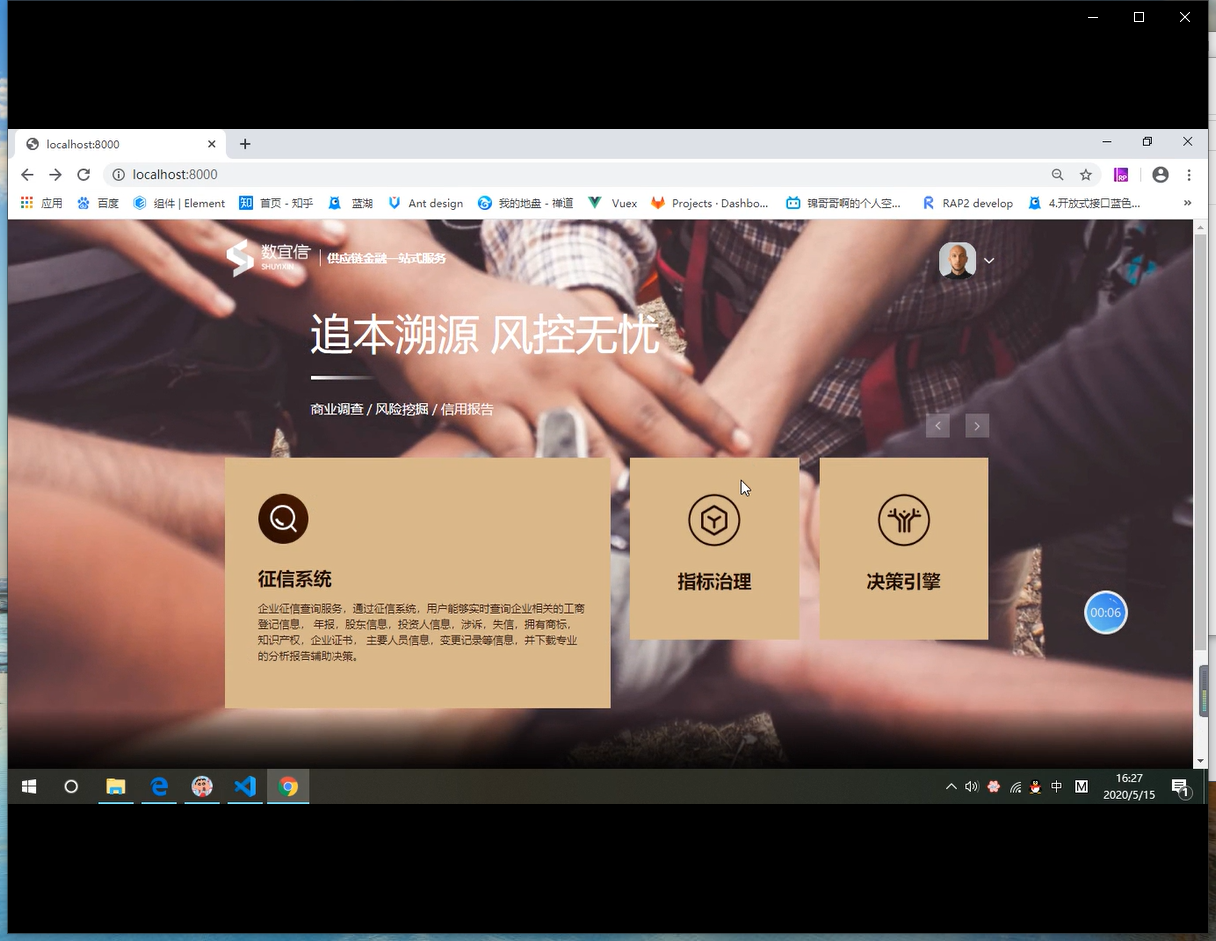 localhost:8000
localhost:8000
应用 百度 组件 | Element 首页 - 知乎 蓝湖 Ant design 我的地盘 - 禅道 Vuex Projects · Dashbo... 锦哥哥啊的个人空... RAP2 develop 4.开放式接口蓝色... »
RP
数宜信 供应链金融一站式服务
SHUYIXIN
追本溯源 风控无忧
商业调查 / 风险挖掘 / 信用报告
征信系统
企业征信查询服务，通过征信系统，用户能够实时查询企业相关的工商
登记信息， 年报，股东信息，投资人信息，涉诉，失信，拥有商标，
知识产权，企业证书， 主要人员信息，变更记录等信息，并下载专业
的分析报告辅助决策。
指标治理
决策引擎
00:06
中 M
16:27
2020/5/15
1